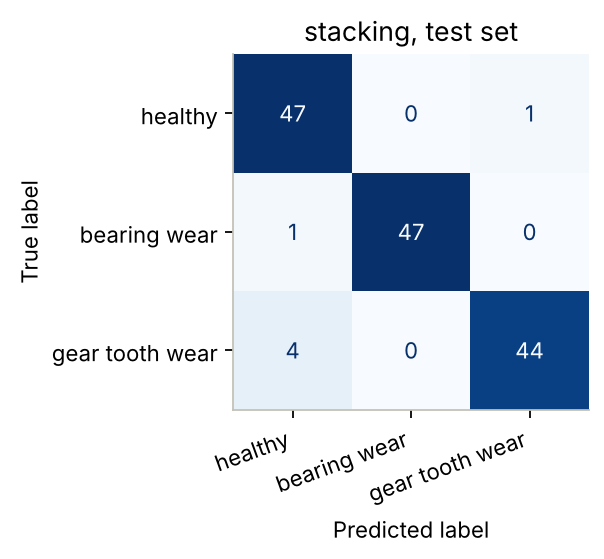 stacking, test set
True label
healthy 47 0 1
bearing wear 1 47 0
gear tooth wear 4 0 44
healthy bearing wear gear tooth wear
Predicted label